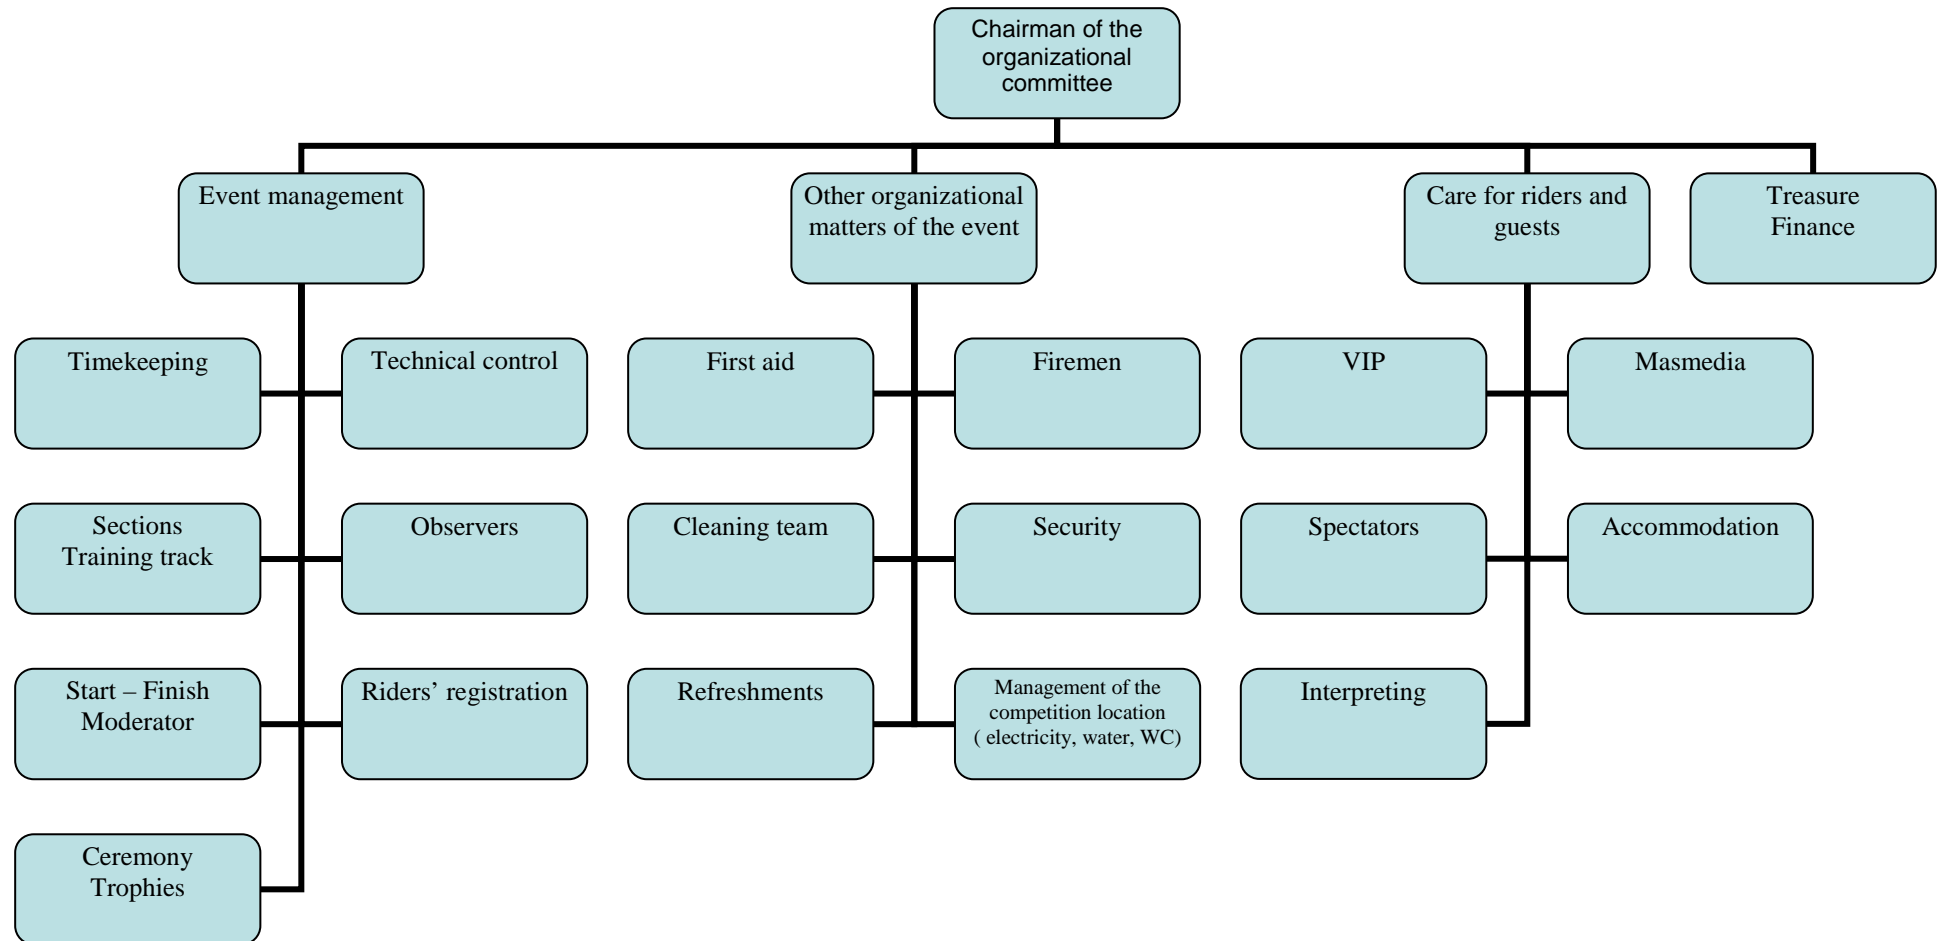 Chairman of the
organizational
committee
Event management
Other organizational
matters of the event
Care for riders and
guests
Treasure
Finance
Timekeeping
Technical control
First aid
Firemen
VIP
Masmedia
Sections
Training track
Observers
Cleaning team
Security
Spectators
Accommodation
Start – Finish
Moderator
Riders’ registration
Refreshments
Management of the
competition location
( electricity, water, WC)
Interpreting
Ceremony
Trophies